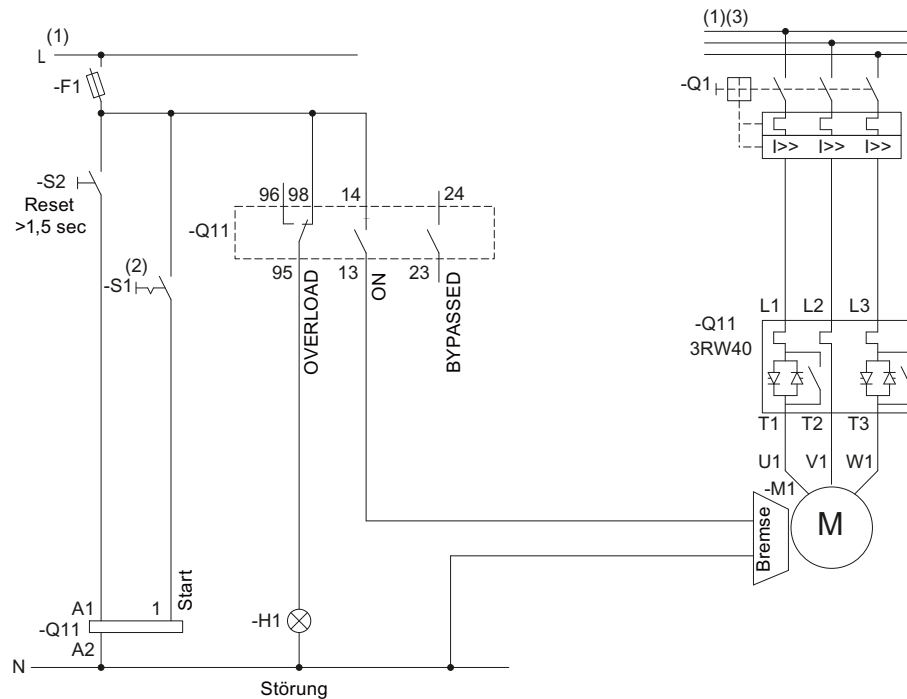 (1)
L
-F1
-S2
Reset
>1,5 sec
(2)
-S1
96 98 14 24
-Q11
95 13 23
OVERLOAD
ON
BYPASSED
A1 1
Start
-Q11
A2
-H1
N
Störung
(1)(3)
-Q1
I>> I>> I>>
L1 L2 L3
-Q11
3RW40
T1 T2 T3
U1 V1 W1
-M1
M
Bremse